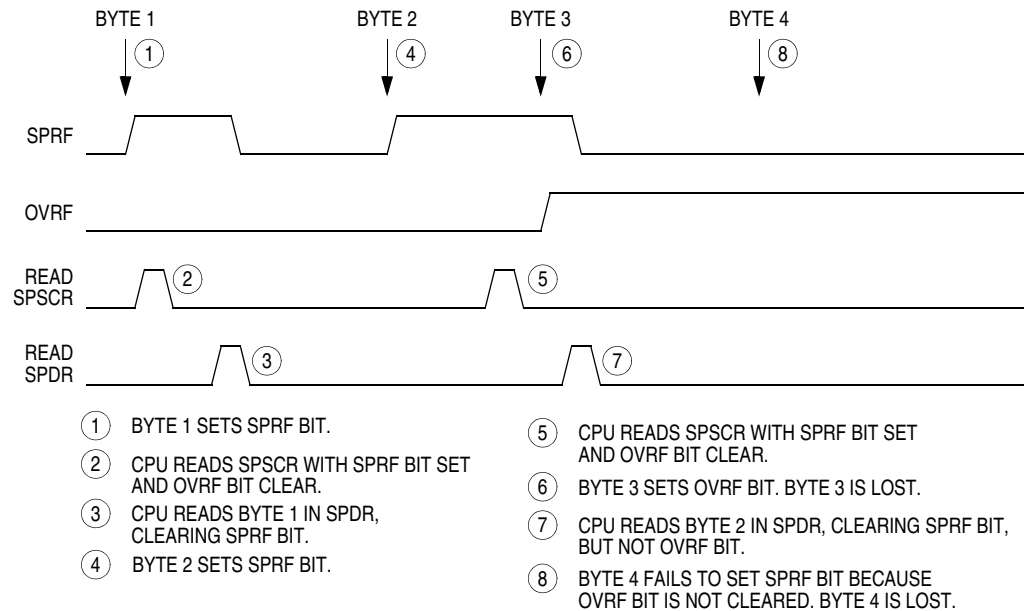 BYTE 1 BYTE 2 BYTE 3 BYTE 4
1 4 6 8
SPRF
OVRF
READ
SPSCR
2 5
READ
SPDR
3 7
1 BYTE 1 SETS SPRF BIT.
2 CPU READS SPSCR WITH SPRF BIT SET
AND OVRF BIT CLEAR.
3 CPU READS BYTE 1 IN SPDR,
CLEARING SPRF BIT.
4 BYTE 2 SETS SPRF BIT.
5 CPU READS SPSCR WITH SPRF BIT SET
AND OVRF BIT CLEAR.
6 BYTE 3 SETS OVRF BIT. BYTE 3 IS LOST.
7 CPU READS BYTE 2 IN SPDR, CLEARING SPRF BIT,
BUT NOT OVRF BIT.
8 BYTE 4 FAILS TO SET SPRF BIT BECAUSE
OVRF BIT IS NOT CLEARED. BYTE 4 IS LOST.